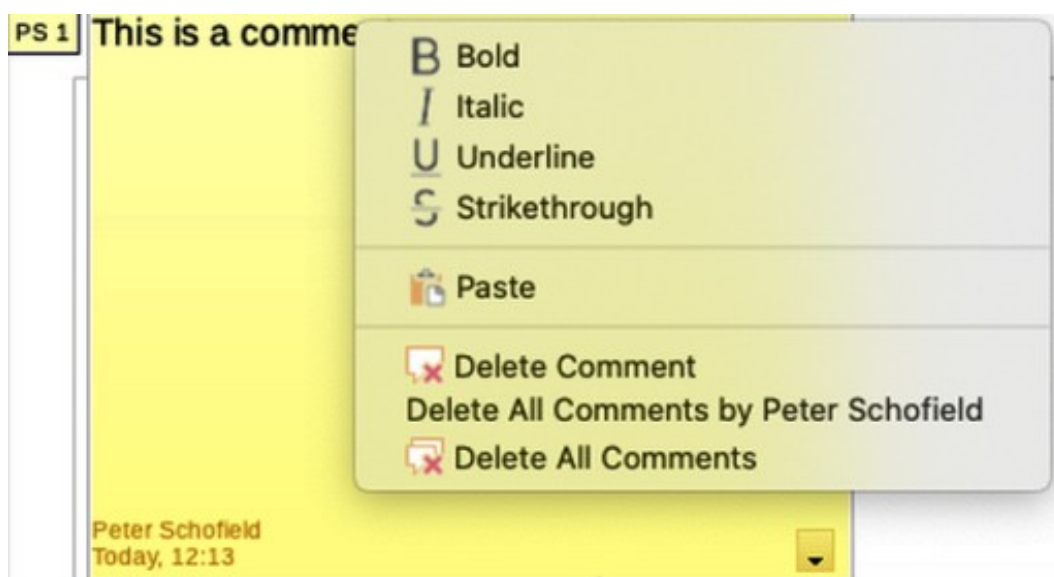 PS 1
This is a comme
Bold
Italic
Underline
Strikethrough
Paste
Delete Comment
Delete All Comments by Peter Schofield
Delete All Comments
Peter Schofield
Today, 12:13